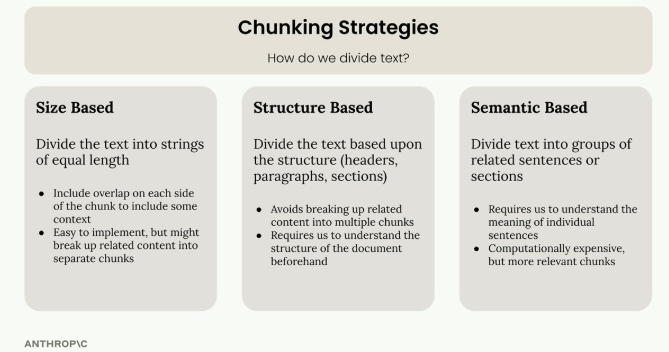 Chunking Strategies
How do we divide text?
Size Based
Divide the text into strings
of equal length
● Include overlap on each side
of the chunk to include some
context
● Easy to implement, but might
break up related content into
separate chunks
Structure Based
Divide the text based upon
the structure (headers,
paragraphs, sections)
● Avoids breaking up related
content into multiple chunks
● Requires us to understand the
structure of the document
beforehand
Semantic Based
Divide text into groups of
related sentences or
sections
● Requires us to understand the
meaning of individual
sentences
● Computationally expensive,
but more relevant chunks
ANTHROP\C